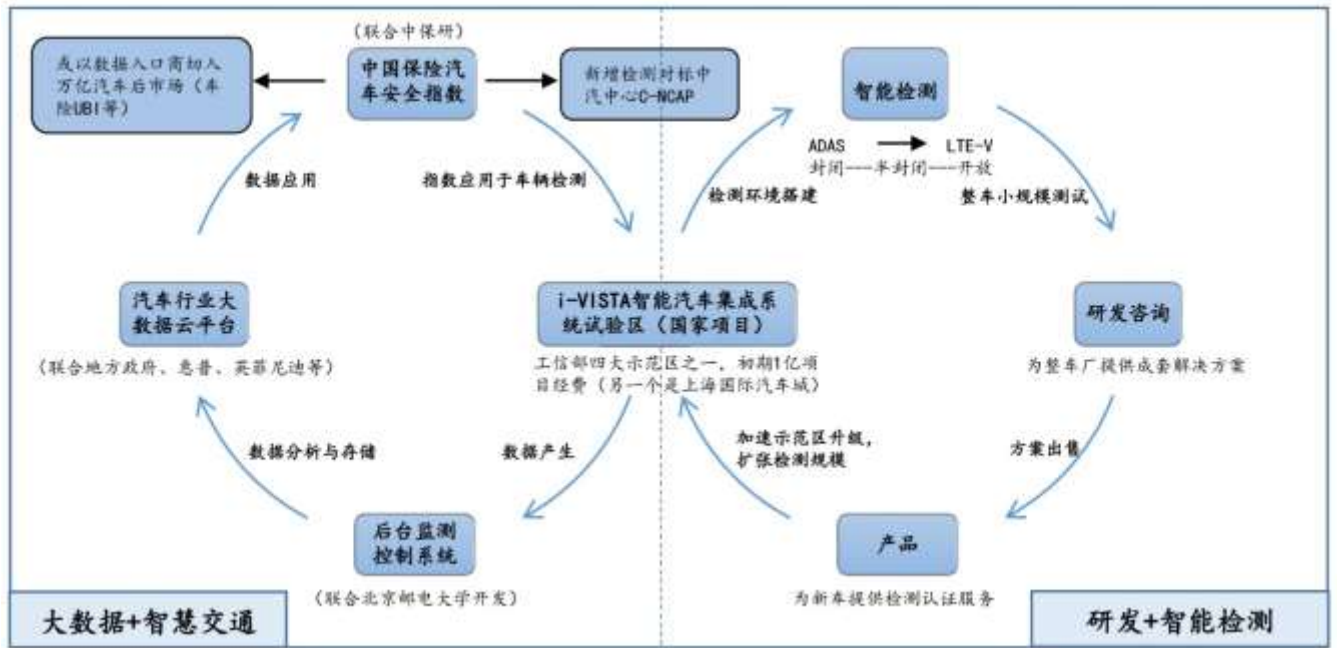 (联合中保研)
或以数据入口商切入
万亿汽车后市场(车
险UBI等)
中国保险汽
车安全指数
新增检测对标中
汽中心C-NCAP
智能检测
ADAS
LTE-V
封闭---半封闭---开放
数据应用
指数应用于车辆检测
检测环境搭建
整车小规模测试
汽车行业大
数据云平台
(联合地方政府、惠普、英菲尼迪等)
i-VISTA智能汽车集成系
统试验区(国家项目)
工信部四大示范区之一,初期1亿项
目经费(另一个是上海国际汽车城)
研发咨询
为整车厂提供成套解决方案
数据分析与存储
数据产生
加速示范区升级,
扩张检测规模
方案出售
后台监测
控制系统
(联合北京邮电大学开发)
产品
为新车提供检测认证服务
大数据+智慧交通
研发+智能检测